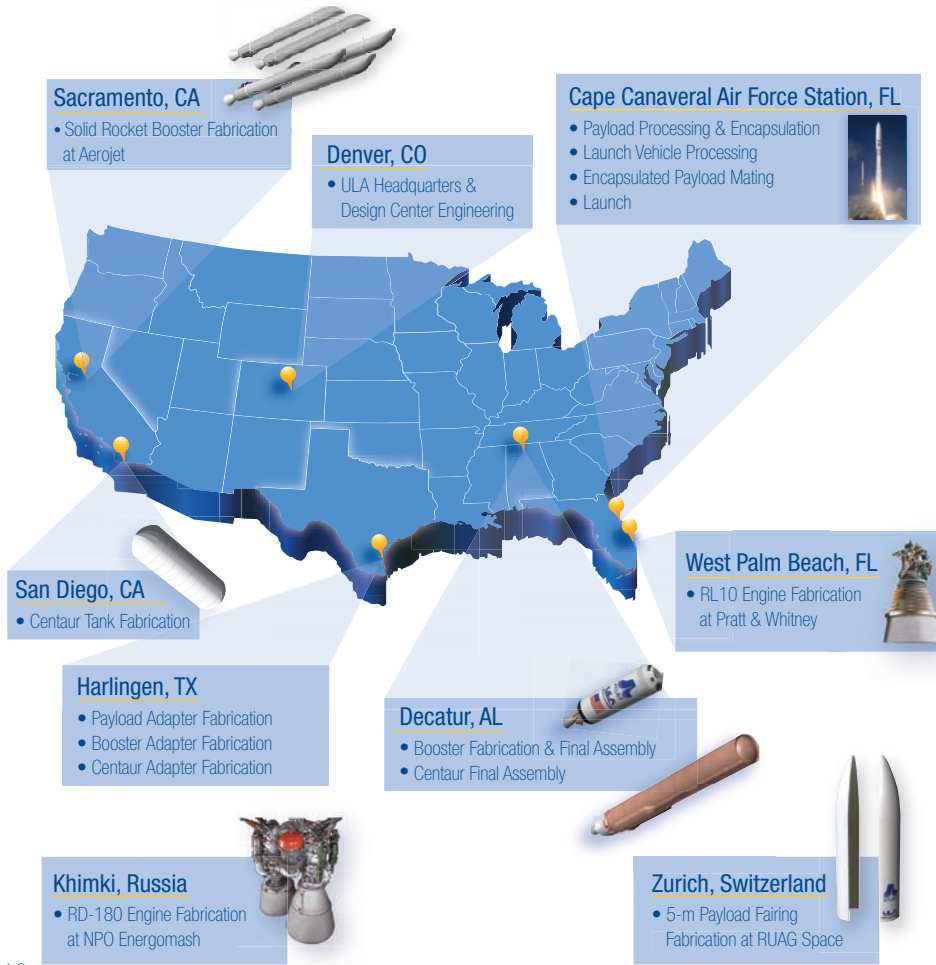 Sacramento, CA
• Solid Rocket Booster Fabrication
at Aerojet
Denver, CO
• ULA Headquarters &
Design Center Engineering
Cape Canaveral Air Force Station, FL
• Payload Processing & Encapsulation
• Launch Vehicle Processing
• Encapsulated Payload Mating
• Launch
San Diego, CA
• Centaur Tank Fabrication
West Palm Beach, FL
• RL10 Engine Fabrication
at Pratt & Whitney
Harlingen, TX
• Payload Adapter Fabrication
• Booster Adapter Fabrication
• Centaur Adapter Fabrication
Decatur, AL
• Booster Fabrication & Final Assembly
• Centaur Final Assembly
ULA
Khimki, Russia
• RD-180 Engine Fabrication
at NPO Energomash
Zurich, Switzerland
• 5-m Payload Fairing
Fabrication at RUAG Space